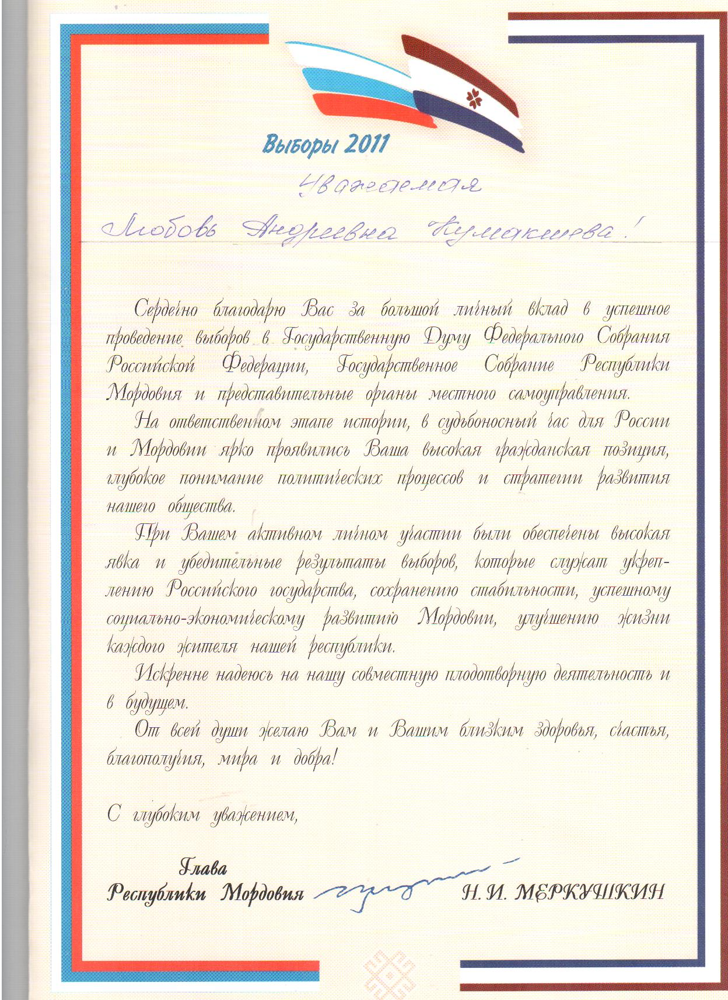 Выборы 2011
Уважаемая
Любовь Андреевна Кумакшева!
Сердечно благодарю Вас за большой личный вклад в успешное
проведение выборов в Государственную Думу Федерального Собрания
Российской Федерации, Государственное Собрание Республики
Мордовия и представительные органы местного самоуправления.
На ответственном этапе истории, в судьбоносный час для России
и Мордовии ярко проявились Ваша высокая гражданская позиция,
глубокое понимание политических процессов и стратегии развития
нашего общества.
При Вашем активном личном участии были обеспечены высокая
явка и убедительные результаты выборов, которые служат укреп-
лению Российского государства, сохранению стабильности, успешному
социально-экономическому развитию Мордовии, улучшению жизни
каждого жителя нашей республики.
Искренне надеюсь на нашу совместную плодотворную деятельность и
в будущем.
От всей души желаю Вам и Вашим близким здоровья, счастья,
благополучия, мира и добра!
С глубоким уважением,
Глава
Республики Мордовия Н. И. МЕРКУШКИН